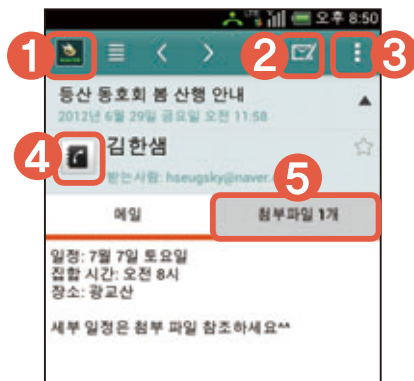 LTE 오후 8:50
1 2 3
등산 동호회 봄 산행 안내
2012년 6월 29일 금요일 오전 11:58
4 김한샘
받는사람: hseugsky@naver.
5
메일 첨부파일 1개
일정: 7월 7일 토요일
집합 시간: 오전 8시
장소: 광교산
세부 일정은 첨부 파일 참조하세요^^